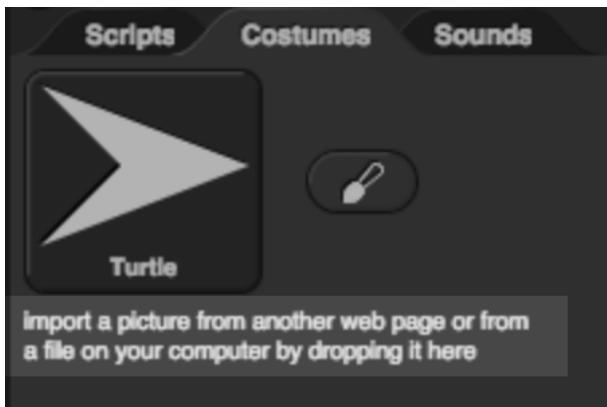 Scripts Costumes Sounds
Turtle
import a picture from another web page or from
a file on your computer by dropping it here